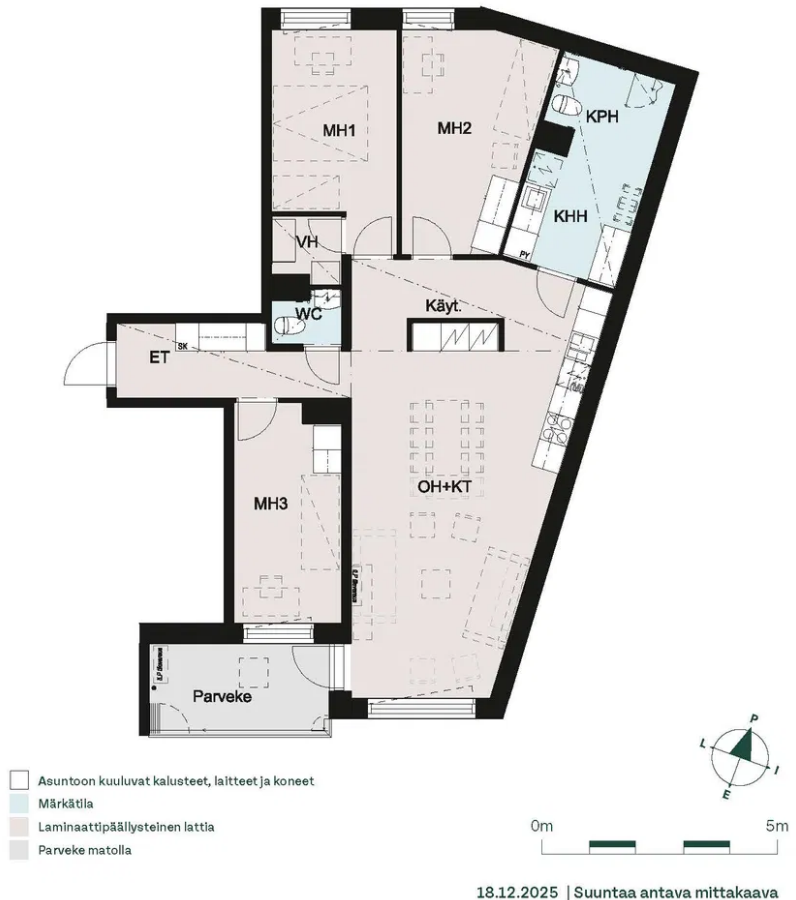 MH1
MH2
KPH
KHH
PY
VH
WC
Käyt.
ET
SK
MH3
OH+KT
Parveke
P
L
I
E
Asuntoon kuuluvat kalusteet, laitteet ja koneet
Märkätila
Laminaattipäällysteinen lattia
Parveke matolla
0m 5m
18.12.2025 | Suuntaa antava mittakaava